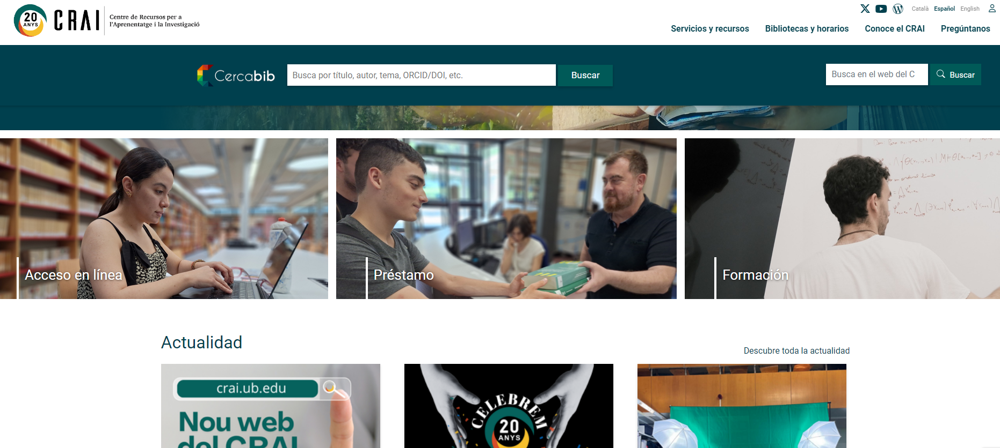 20
ANYS
CRAI
Centre de Recursos per a
l'Aprenentatge i la Investigació
Català Español English
Servicios y recursos Bibliotecas y horarios Conoce el CRAI Pregúntanos
Cercabib
Busca por título, autor, tema, ORCID/DOI, etc.
Buscar
Busca en el web del C
Buscar
Acceso en línea
Préstamo
Formación
Actualidad
Descubre toda la actualidad
crai.ub.edu
Nou web
del CRAI
CELEBREM
20
ANYS